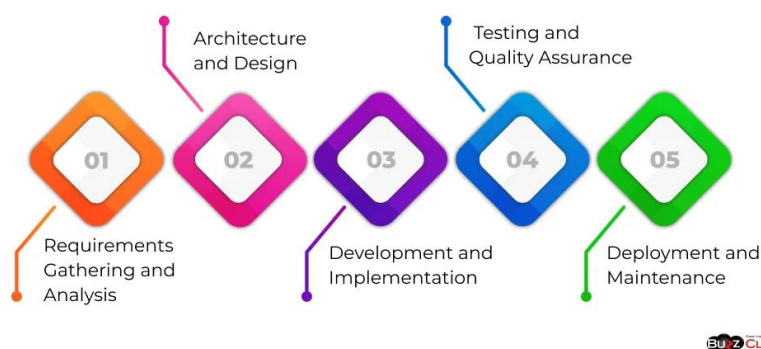 01
Requirements
Gathering and
Analysis
02
Architecture
and Design
03
Development and
Implementation
04
Testing and
Quality Assurance
05
Deployment and
Maintenance
BUZZ